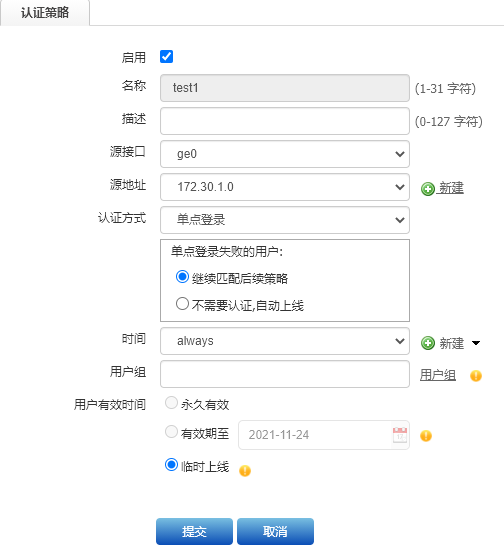 认证策略
启用
名称 test1 (1-31 字符)
描述 (0-127 字符)
源接口 ge0
源地址 172.30.1.0 新建
认证方式 单点登录
单点登录失败的用户:
继续匹配后续策略
不需要认证,自动上线
时间 always 新建
用户组 用户组
用户有效时间 永久有效
有效期至 2021-11-24
临时上线
提交 取消